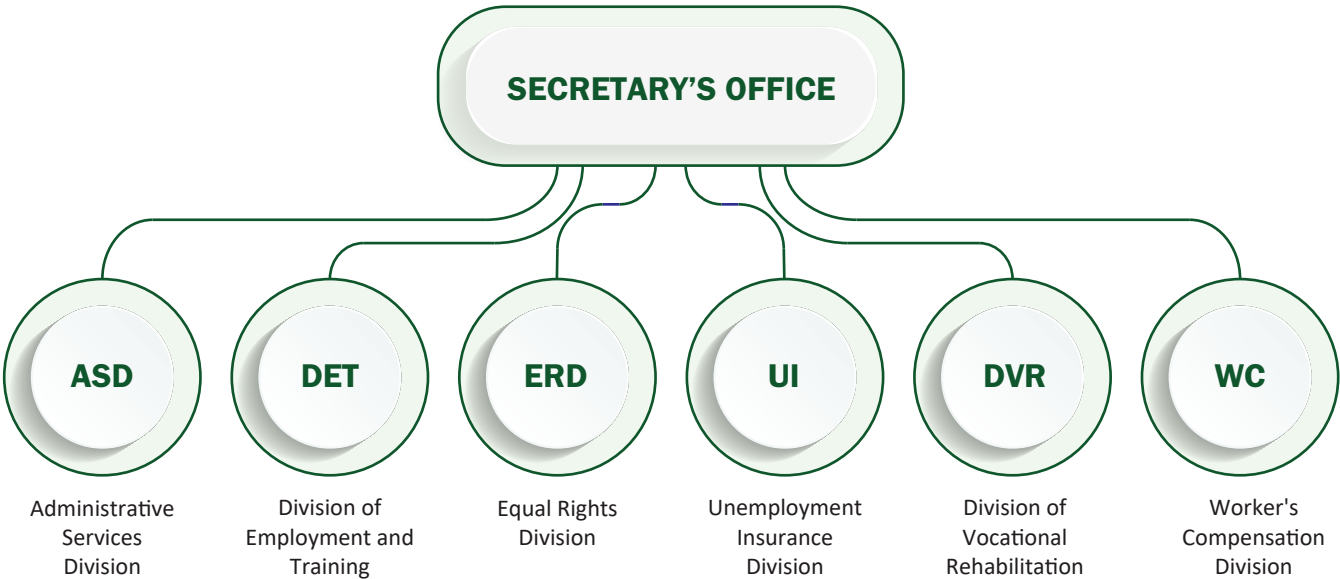 SECRETARY’S OFFICE
ASD
DET
ERD
UI
DVR
WC
Administrative
Services
Division
Division of
Employment and
Training
Equal Rights
Division
Unemployment
Insurance
Division
Division of
Vocational
Rehabilitation
Worker's
Compensation
Division